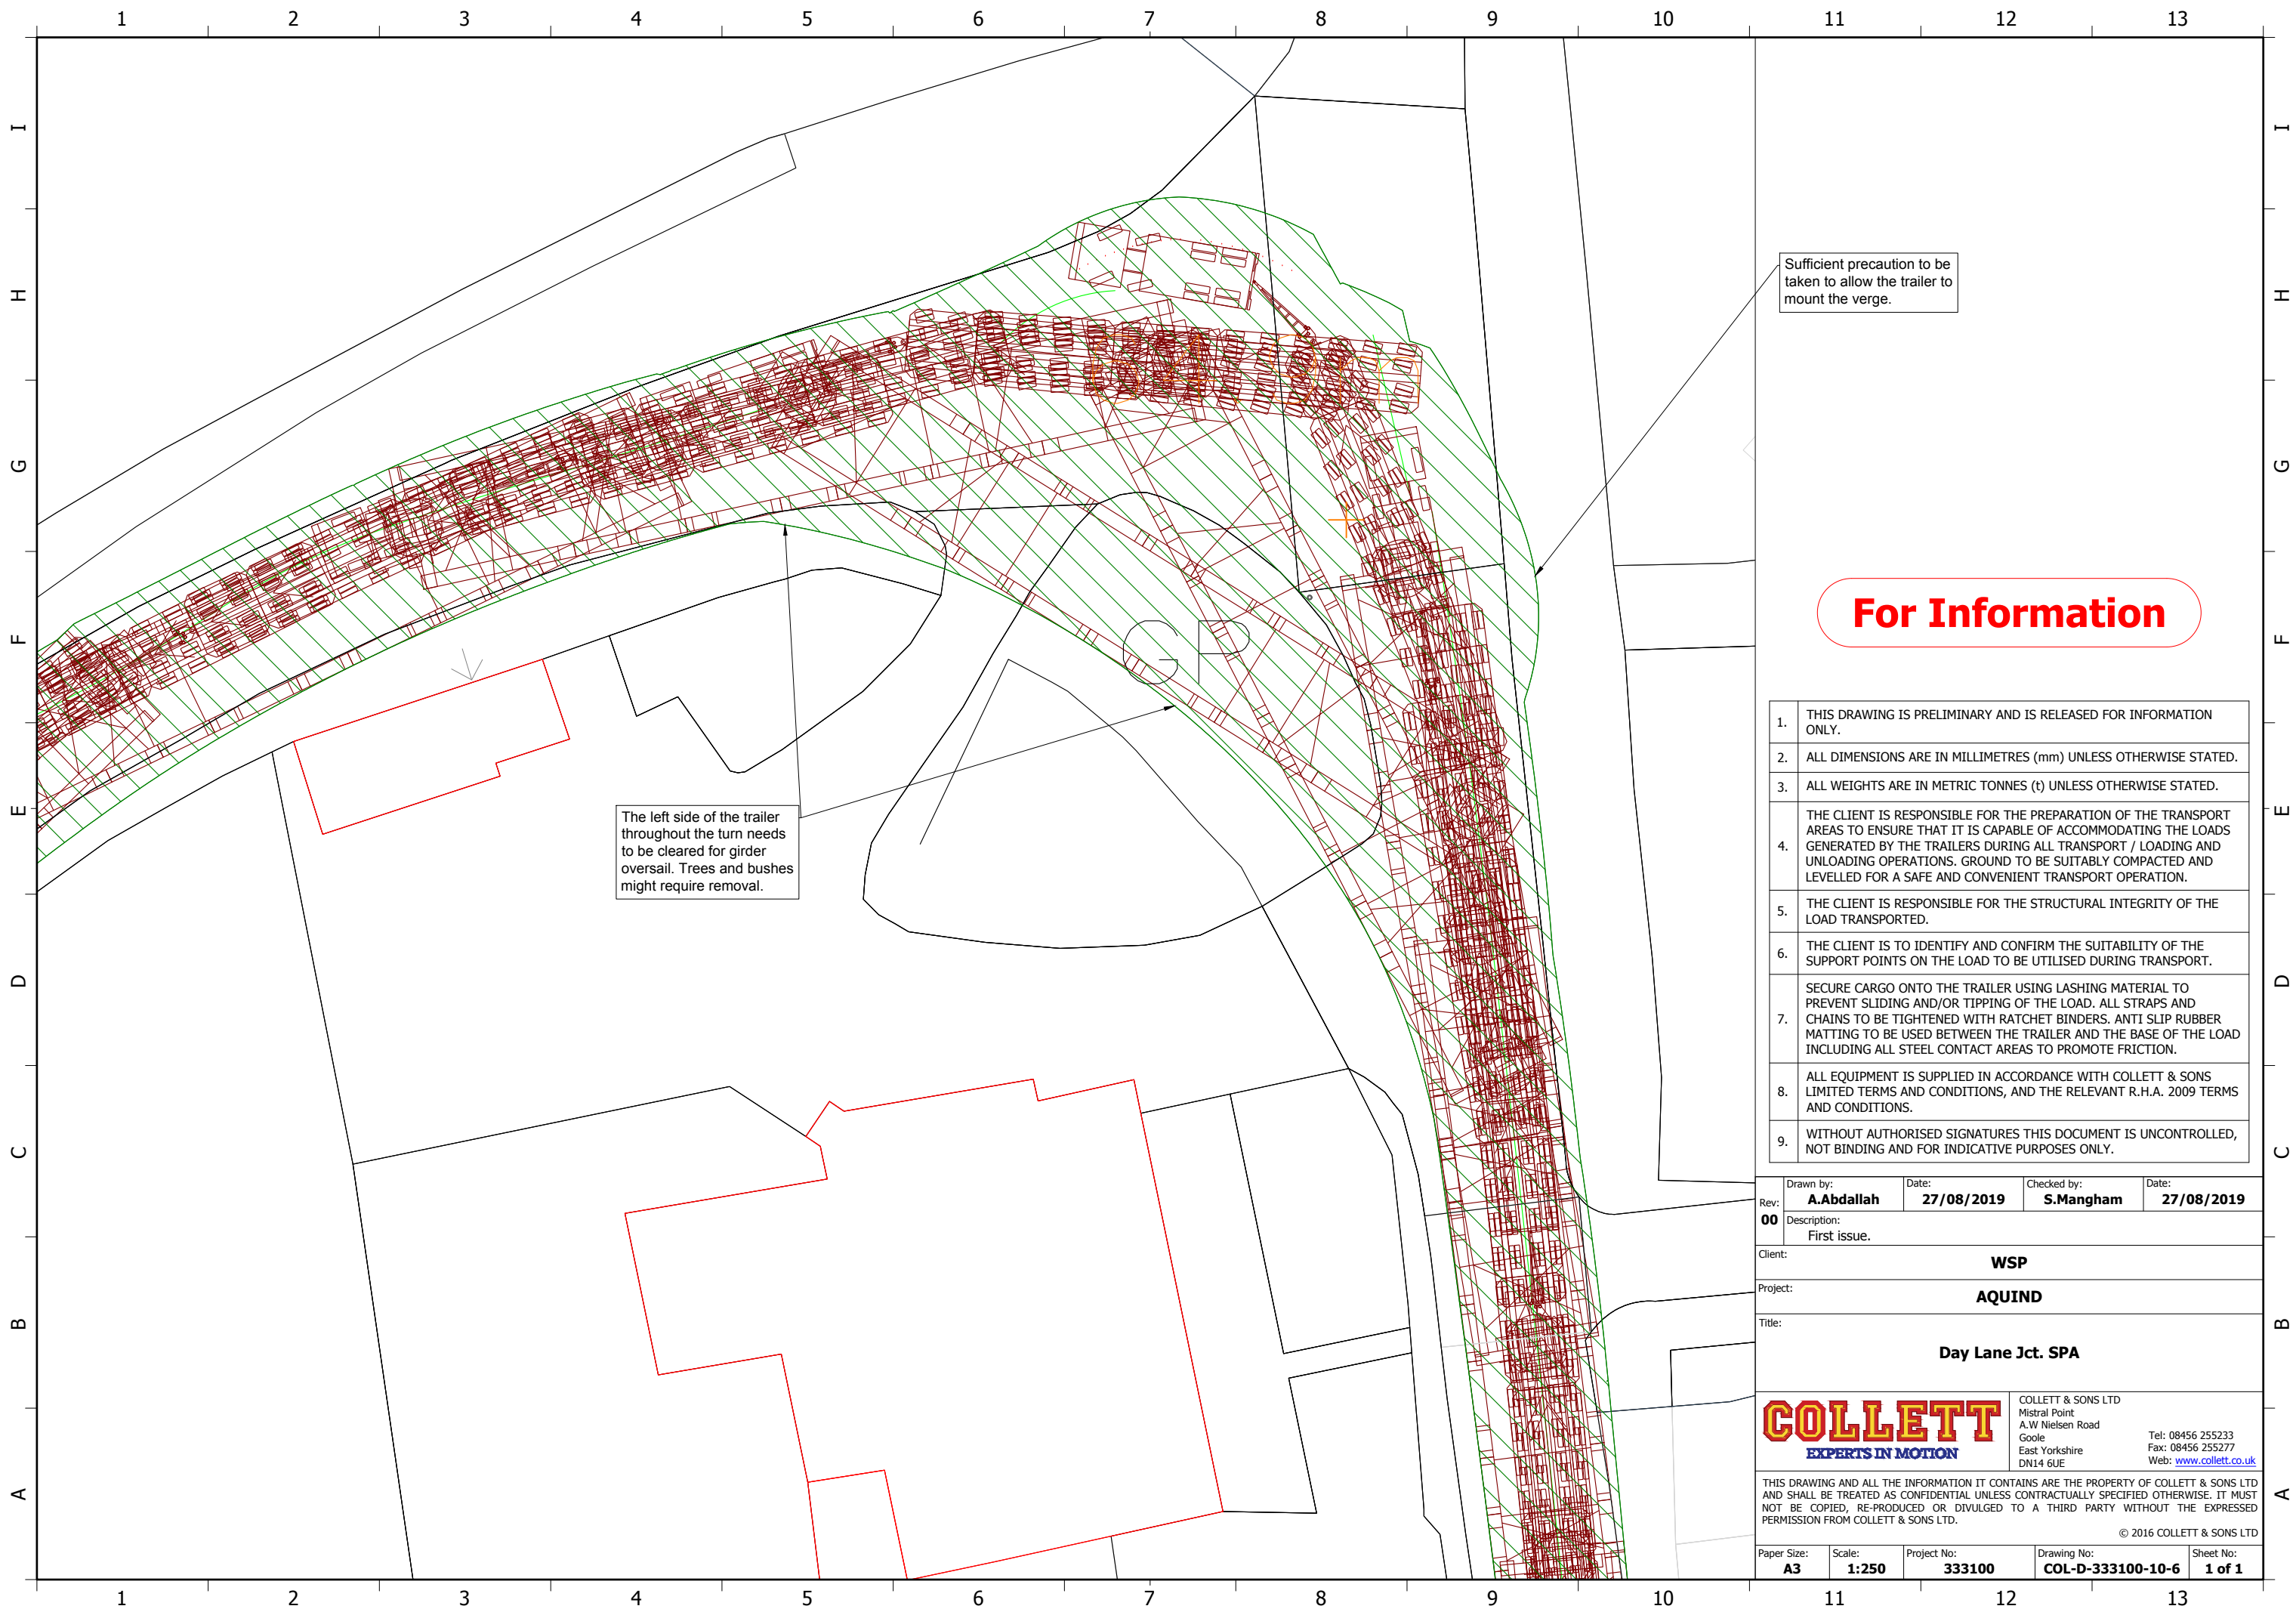 1 2 3 4 5 6 7 8 9 10 11 12 13
I I
H H
G G
F F
E E
D D
C C
B B
A A
Sufficient precaution to be
taken to allow the trailer to
mount the verge.
GP
The left side of the trailer
throughout the turn needs
to be cleared for girder
oversail. Trees and bushes
might require removal.
For Information
1. THIS DRAWING IS PRELIMINARY AND IS RELEASED FOR INFORMATION
ONLY.
2. ALL DIMENSIONS ARE IN MILLIMETRES (mm) UNLESS OTHERWISE STATED.
3. ALL WEIGHTS ARE IN METRIC TONNES (t) UNLESS OTHERWISE STATED.
4. THE CLIENT IS RESPONSIBLE FOR THE PREPARATION OF THE TRANSPORT
AREAS TO ENSURE THAT IT IS CAPABLE OF ACCOMMODATING THE LOADS
GENERATED BY THE TRAILERS DURING ALL TRANSPORT / LOADING AND
UNLOADING OPERATIONS. GROUND TO BE SUITABLY COMPACTED AND
LEVELLED FOR A SAFE AND CONVENIENT TRANSPORT OPERATION.
5. THE CLIENT IS RESPONSIBLE FOR THE STRUCTURAL INTEGRITY OF THE
LOAD TRANSPORTED.
6. THE CLIENT IS TO IDENTIFY AND CONFIRM THE SUITABILITY OF THE
SUPPORT POINTS ON THE LOAD TO BE UTILISED DURING TRANSPORT.
7. SECURE CARGO ONTO THE TRAILER USING LASHING MATERIAL TO
PREVENT SLIDING AND/OR TIPPING OF THE LOAD. ALL STRAPS AND
CHAINS TO BE TIGHTENED WITH RATCHET BINDERS. ANTI SLIP RUBBER
MATTING TO BE USED BETWEEN THE TRAILER AND THE BASE OF THE LOAD
INCLUDING ALL STEEL CONTACT AREAS TO PROMOTE FRICTION.
8. ALL EQUIPMENT IS SUPPLIED IN ACCORDANCE WITH COLLETT & SONS
LIMITED TERMS AND CONDITIONS, AND THE RELEVANT R.H.A. 2009 TERMS
AND CONDITIONS.
9. WITHOUT AUTHORISED SIGNATURES THIS DOCUMENT IS UNCONTROLLED,
NOT BINDING AND FOR INDICATIVE PURPOSES ONLY.
Rev: Drawn by: Date: Checked by: Date:
00 A.Abdallah 27/08/2019 S.Mangham 27/08/2019
Description:
First issue.
Client:
WSP
Project:
AQUIND
Title:
Day Lane Jct. SPA
COLLETT
EXPERTS IN MOTION
COLLETT & SONS LTD
Mistral Point
A.W Nielsen Road
Goole
East Yorkshire
DN14 6UE
Tel: 08456 255233
Fax: 08456 255277
Web: www.collett.co.uk
THIS DRAWING AND ALL THE INFORMATION IT CONTAINS ARE THE PROPERTY OF COLLETT & SONS LTD
AND SHALL BE TREATED AS CONFIDENTIAL UNLESS CONTRACTUALLY SPECIFIED OTHERWISE. IT MUST
NOT BE COPIED, RE-PRODUCED OR DIVULGED TO A THIRD PARTY WITHOUT THE EXPRESSED
PERMISSION FROM COLLETT & SONS LTD.
© 2016 COLLETT & SONS LTD
Paper Size: Scale: Project No: Drawing No: Sheet No:
A3 1:250 333100 COL-D-333100-10-6 1 of 1
1 2 3 4 5 6 7 8 9 10 11 12 13